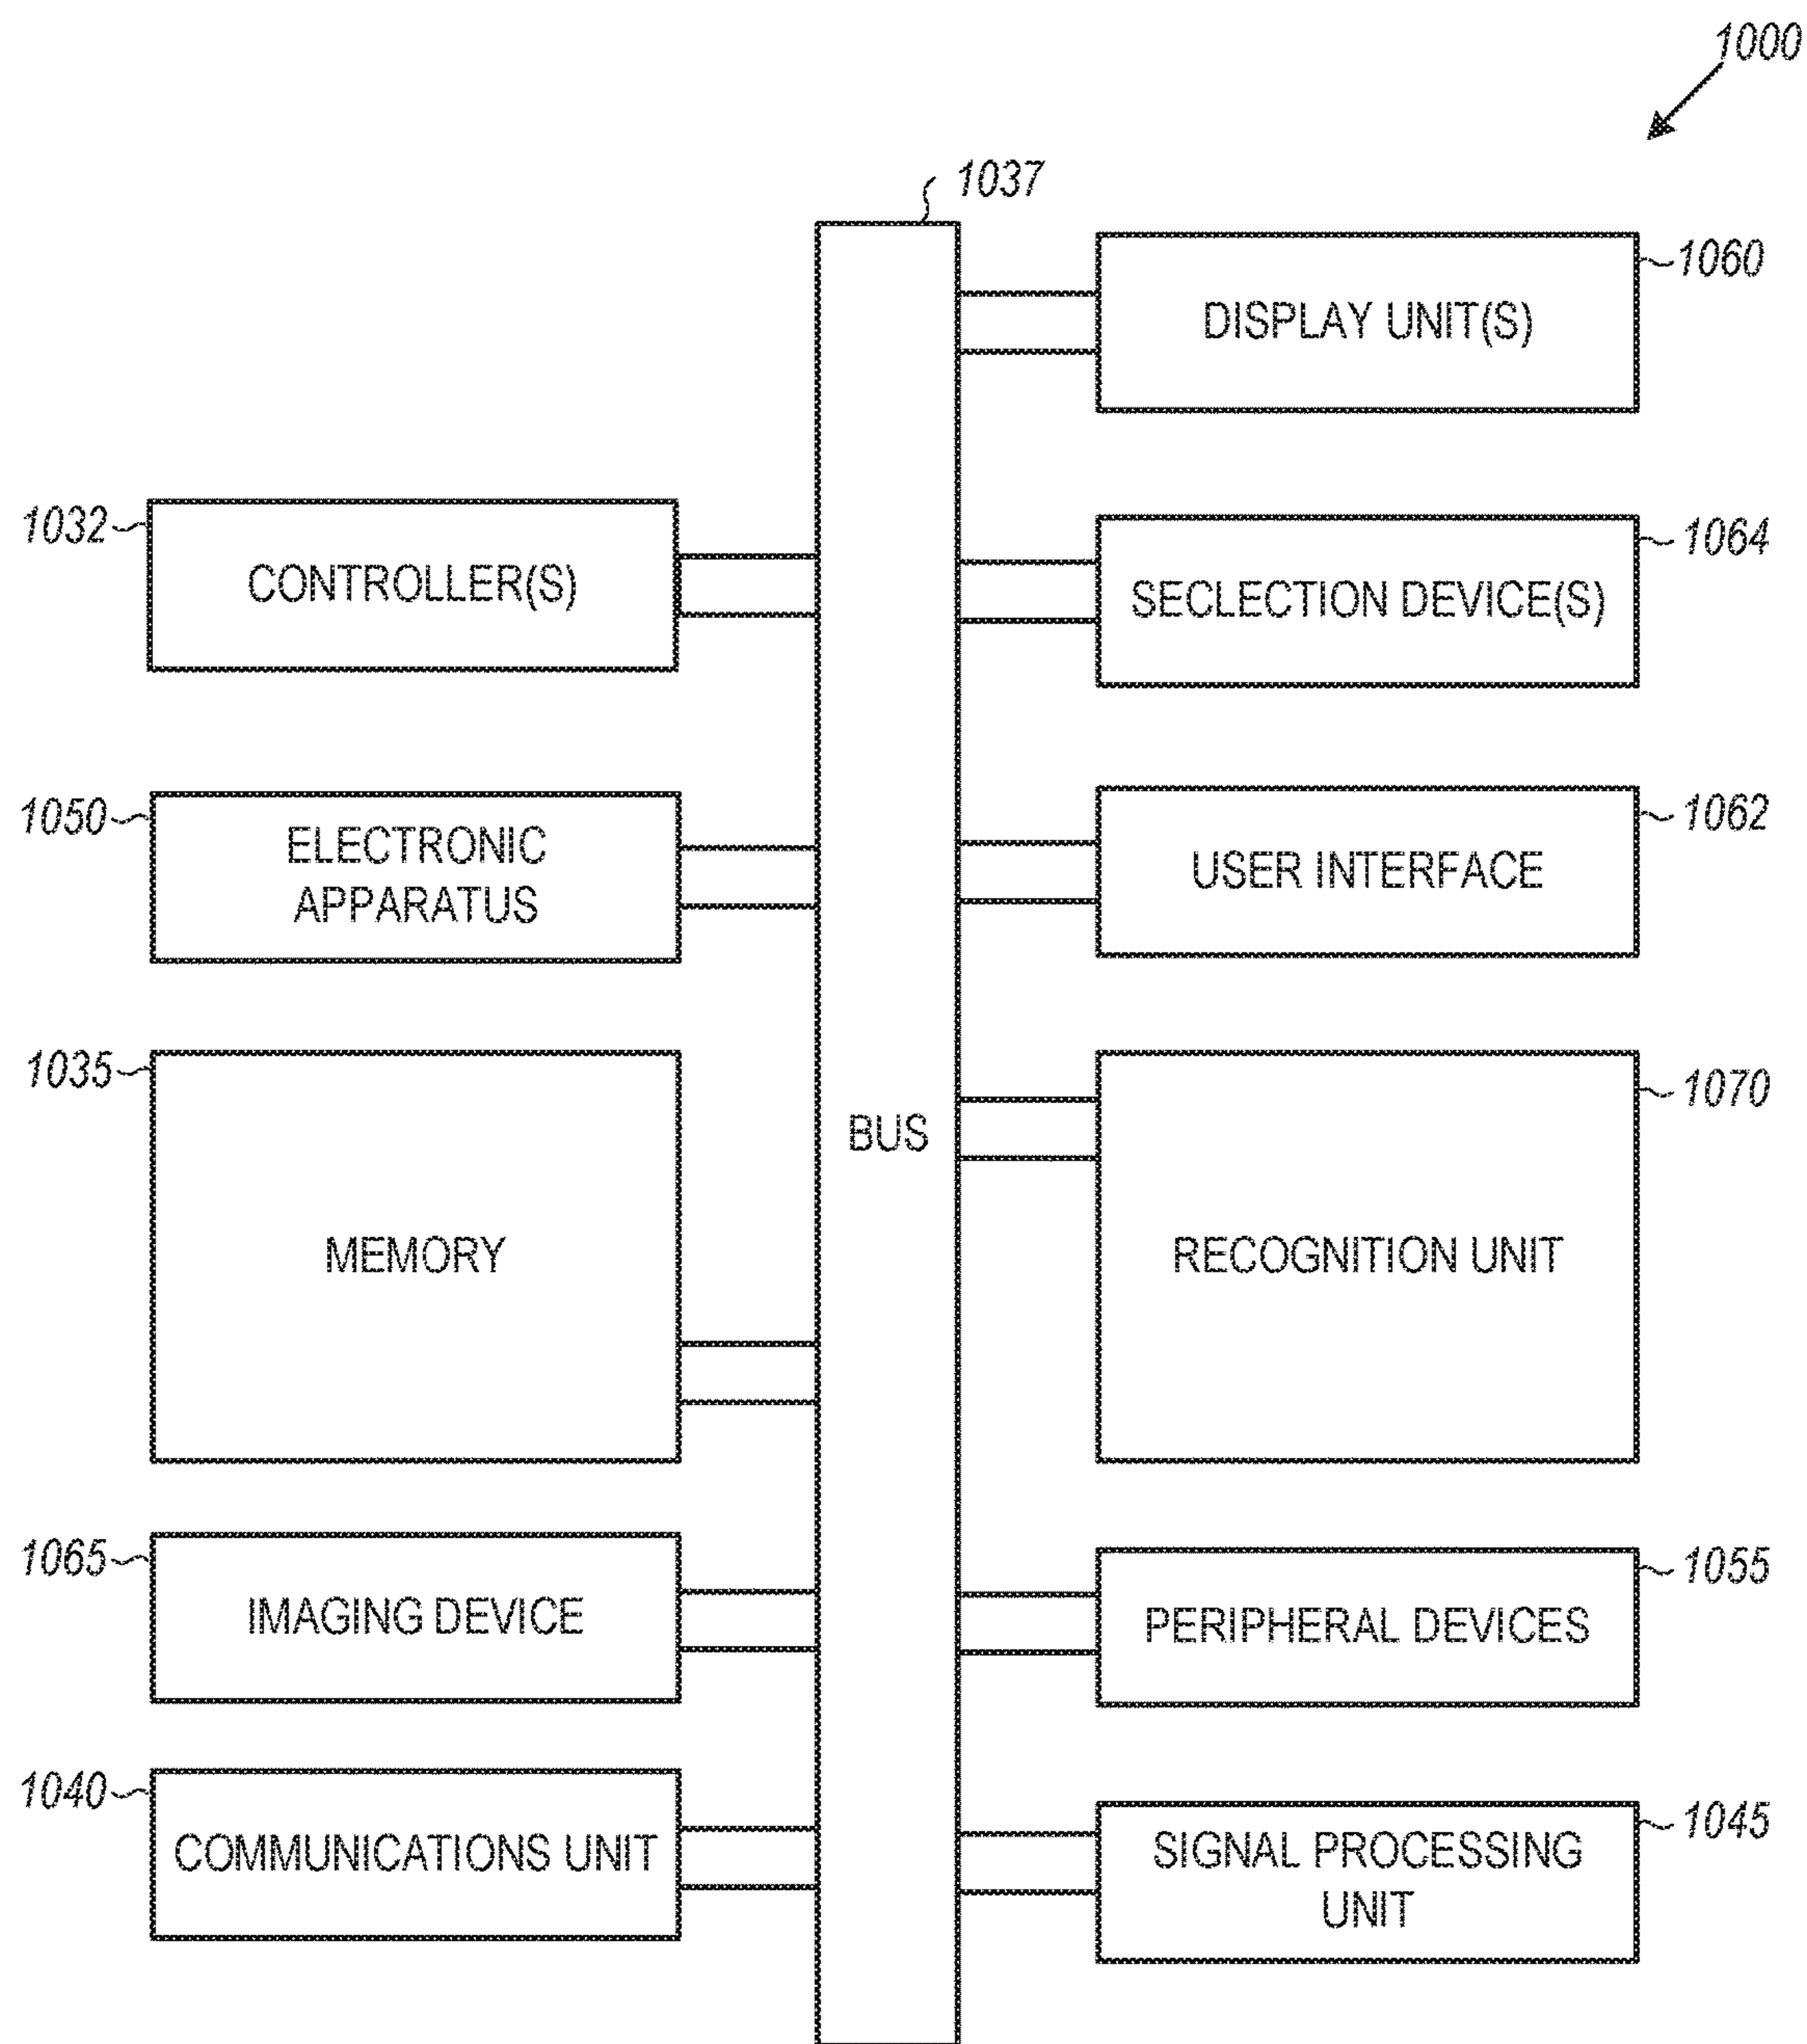 1000
1037
1060
DISPLAY UNIT(S)
1032
CONTROLLER(S)
1064
SECLECTION DEVICE(S)
1050
ELECTRONIC
APPARATUS
1062
USER INTERFACE
1035
MEMORY
BUS
1070
RECOGNITION UNIT
1065
IMAGING DEVICE
1055
PERIPHERAL DEVICES
1040
COMMUNICATIONS UNIT
1045
SIGNAL PROCESSING
UNIT